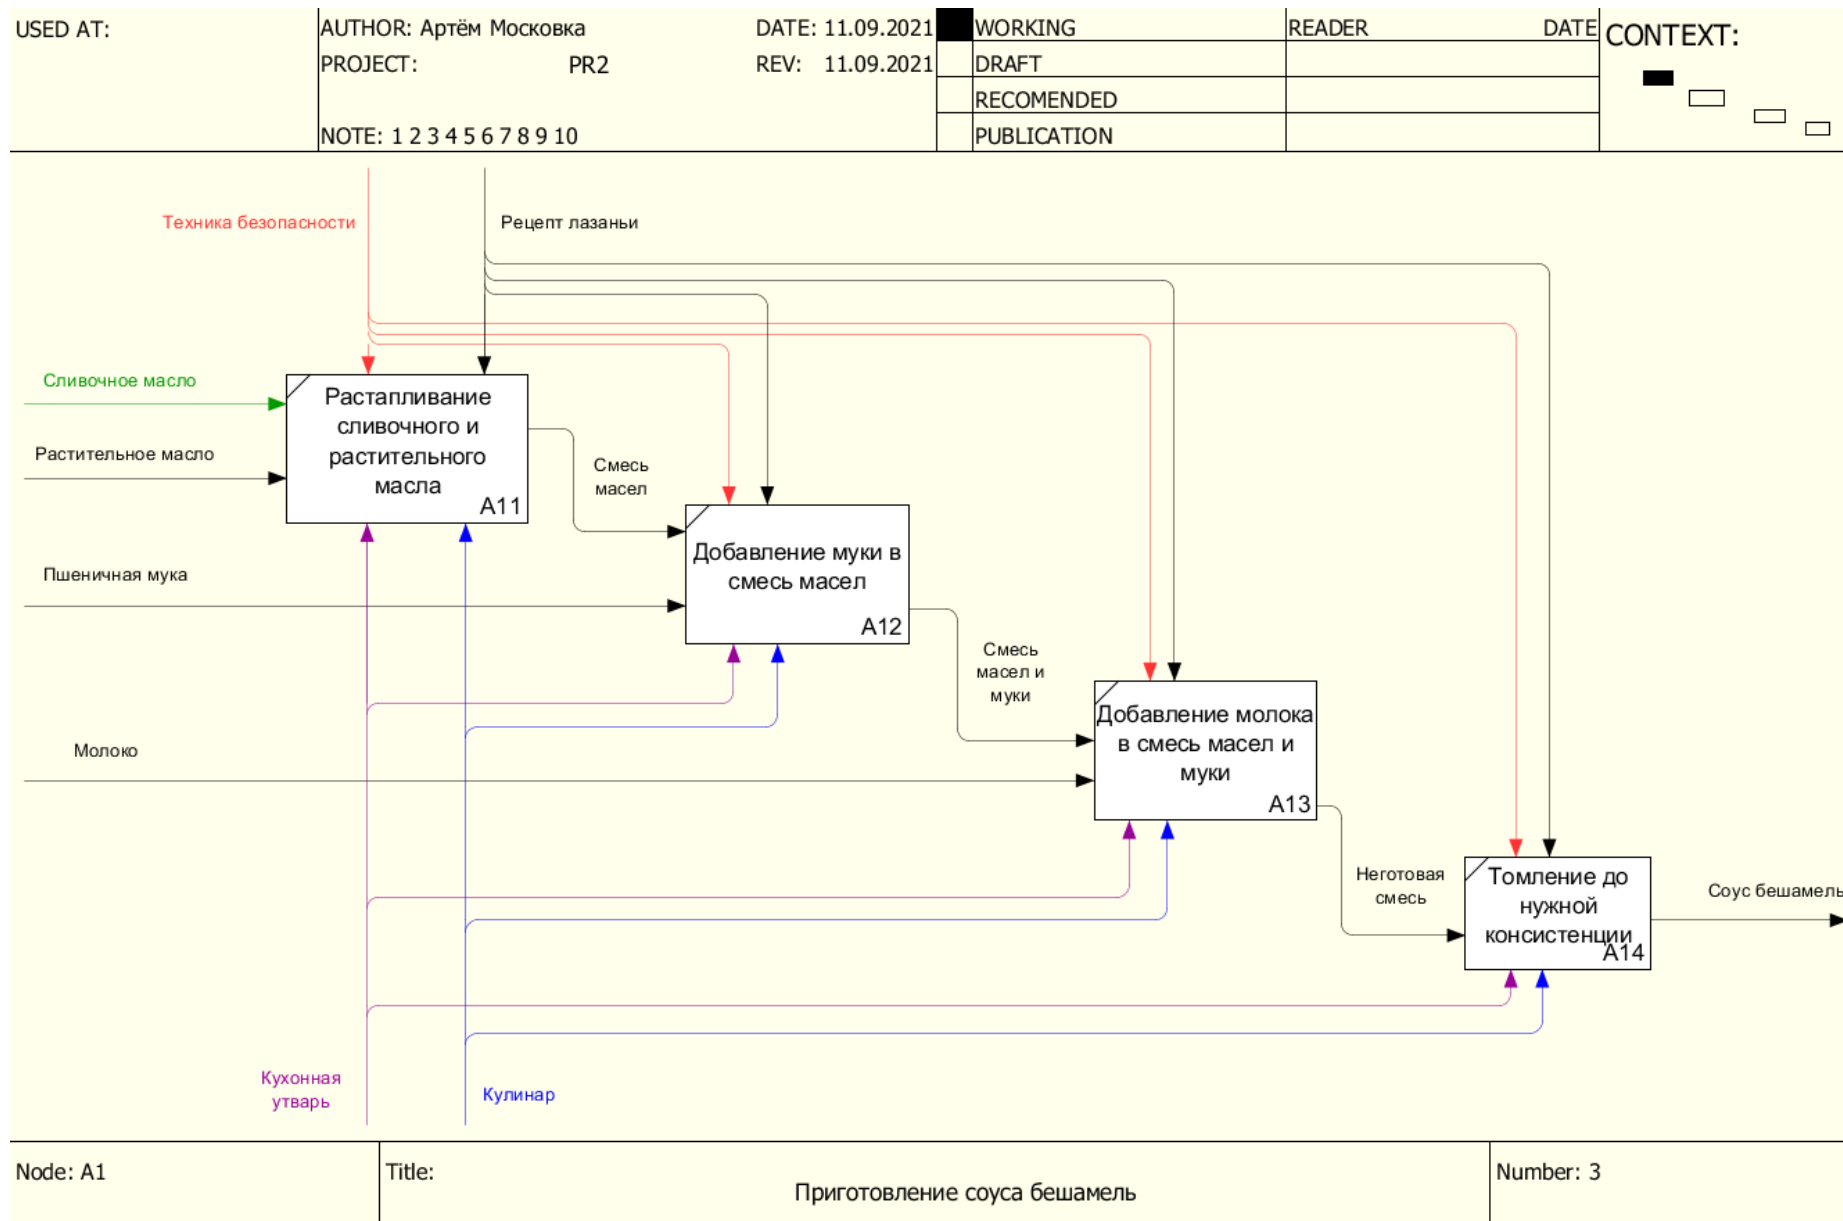 USED AT:
AUTHOR: Артём Московка
DATE: 11.09.2021
WORKING
READER
DATE
CONTEXT:
PROJECT:
PR2
REV: 11.09.2021
DRAFT
RECOMENDED
NOTE: 1 2 3 4 5 6 7 8 9 10
PUBLICATION
Техника безопасности
Рецепт лазаньи
Сливочное масло
Растительное масло
Растапливание
сливочного и
растительного
масла
A11
Смесь
масел
Пшеничная мука
Добавление муки в
смесь масел
A12
Смесь
масел и
муки
Молоко
Добавление молока
в смесь масел и
муки
A13
Неготовая
смесь
Томление до
нужной
консистенции
A14
Соус бешамель
Кухонная
утварь
Кулинар
Node: A1
Title:
Приготовление соуса бешамель
Number: 3